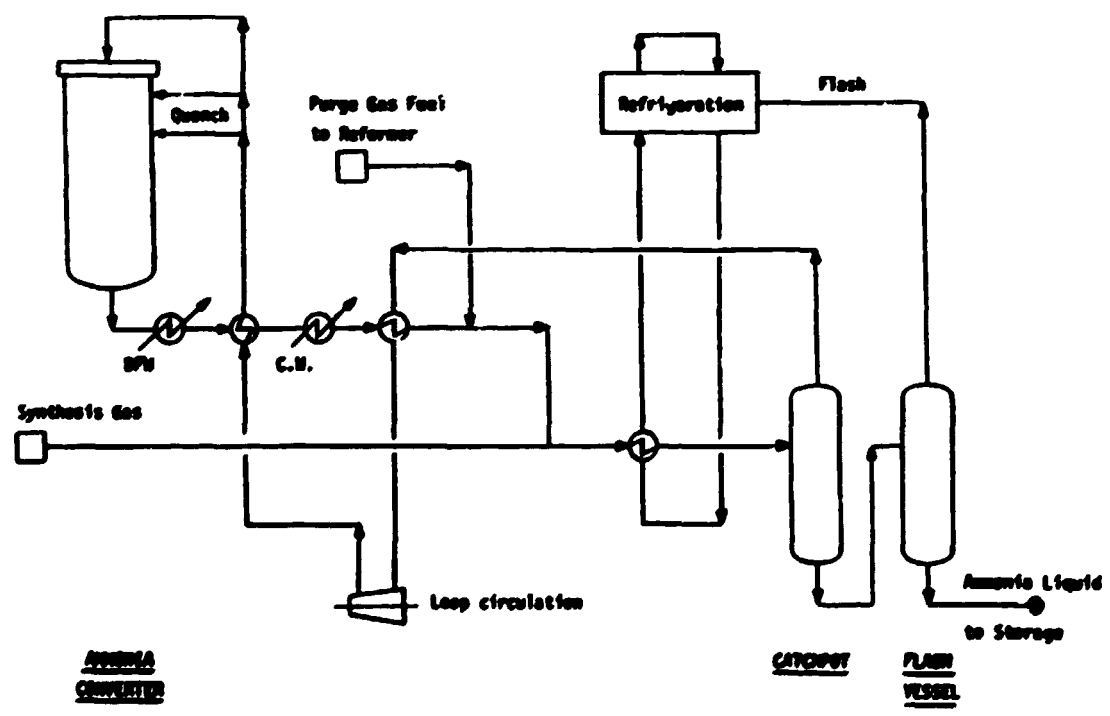 Quench
Purge Gas Fuel
to Reformer
Refrigeration
Flash
BFW
C.W.
Synthesis Gas
Loop circulation
Ammonia Liquid
to Storage
AMMONIA
CONVERTER
CATCHPOT
FLASH
VESSEL